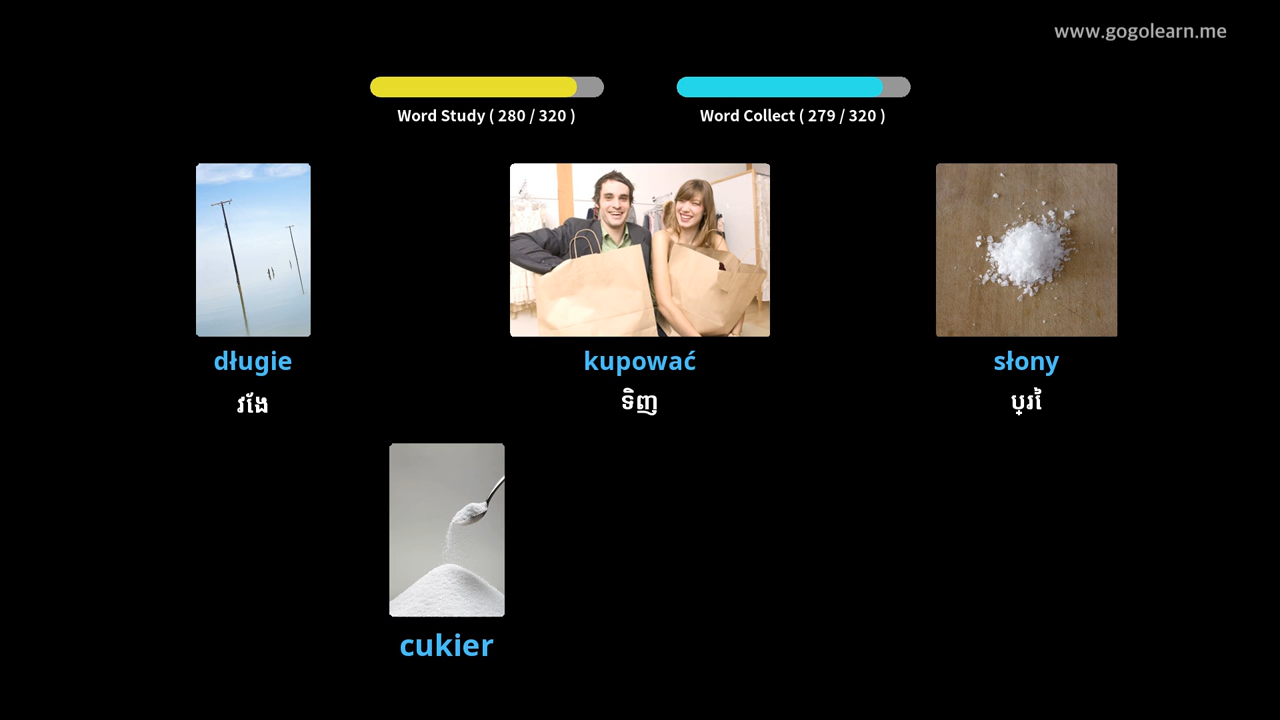 www.gogolearn.me
Word Study ( 280 / 320 )
Word Collect ( 279 / 320 )
długie
kupować
słony
វែង
ទិញ
ប្រៃ
cukier